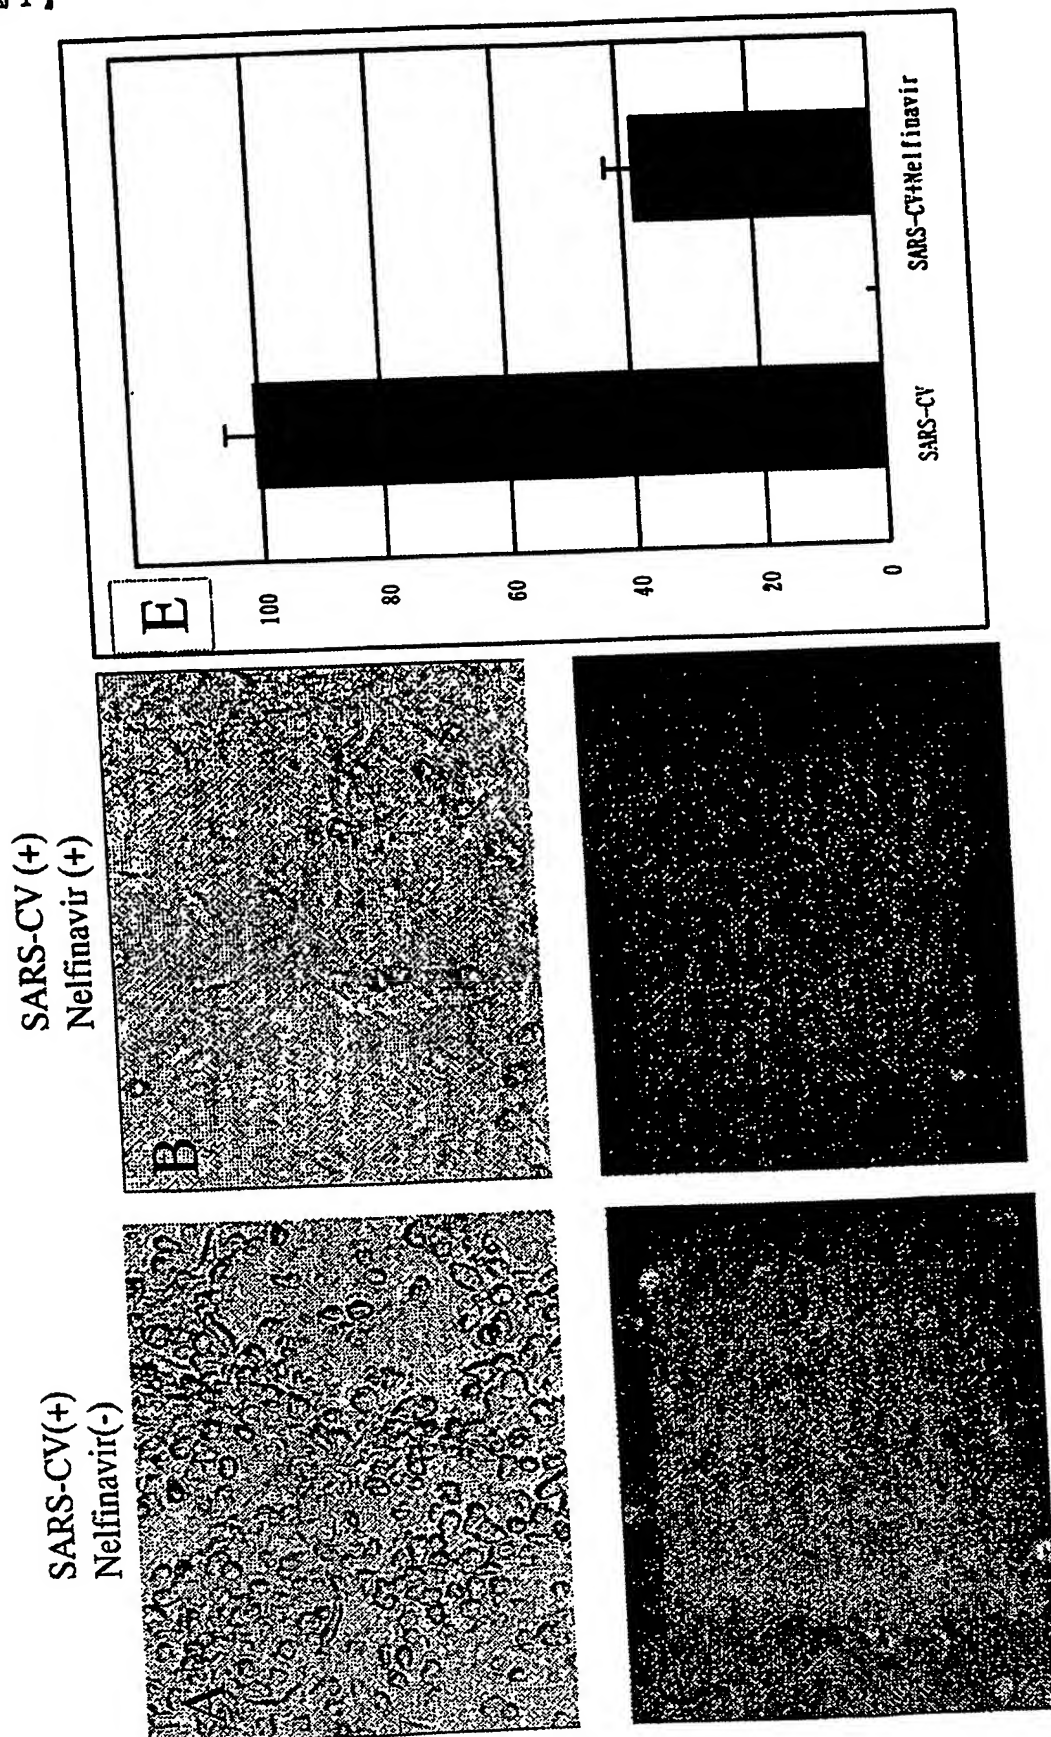 SARS-CV(+)
Nelfinavir(-)
SARS-CV (+)
Nelfinavir (+)
A
B
E
100
80
60
40
20
0
SARS-CV
SARS-CV+Nelfinavir